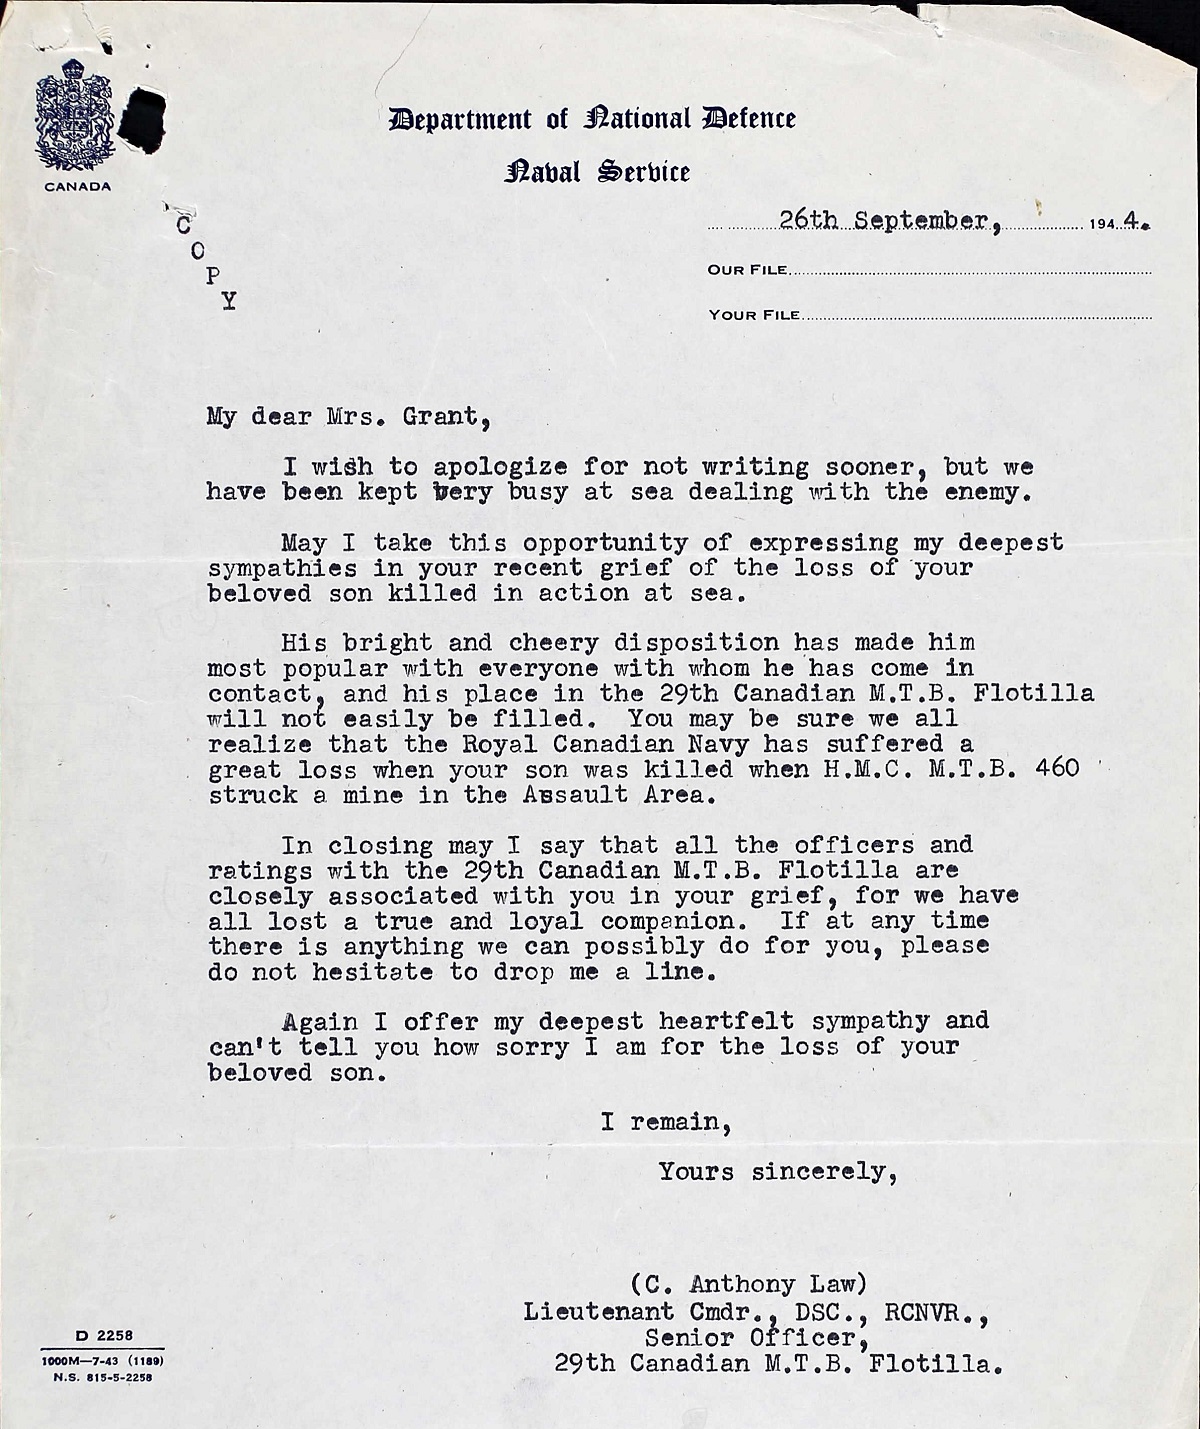 CANADA
Department of National Defence
Naval Service
C
O
P
Y
26th September, 1944.
OUR FILE
YOUR FILE
My dear Mrs. Grant,
I wish to apologize for not writing sooner, but we
have been kept very busy at sea dealing with the enemy.
May I take this opportunity of expressing my deepest
sympathies in your recent grief of the loss of your
beloved son killed in action at sea.
His bright and cheery disposition has made him
most popular with everyone with whom he has come in
contact, and his place in the 29th Canadian M.T.B. Flotilla
will not easily be filled. You may be sure we all
realize that the Royal Canadian Navy has suffered a
great loss when your son was killed when H.M.C. M.T.B. 460
struck a mine in the Assault Area.
In closing may I say that all the officers and
ratings with the 29th Canadian M.T.B. Flotilla are
closely associated with you in your grief, for we have
all lost a true and loyal companion. If at any time
there is anything we can possibly do for you, please
do not hesitate to drop me a line.
Again I offer my deepest heartfelt sympathy and
can't tell you how sorry I am for the loss of your
beloved son.
I remain,
Yours sincerely,
(C. Anthony Law)
Lieutenant Cmdr., DSC., RCNVR.,
Senior Officer,
29th Canadian M.T.B. Flotilla.
D 2258
1000M—7-43 (1189)
N.S. 815-5-2258